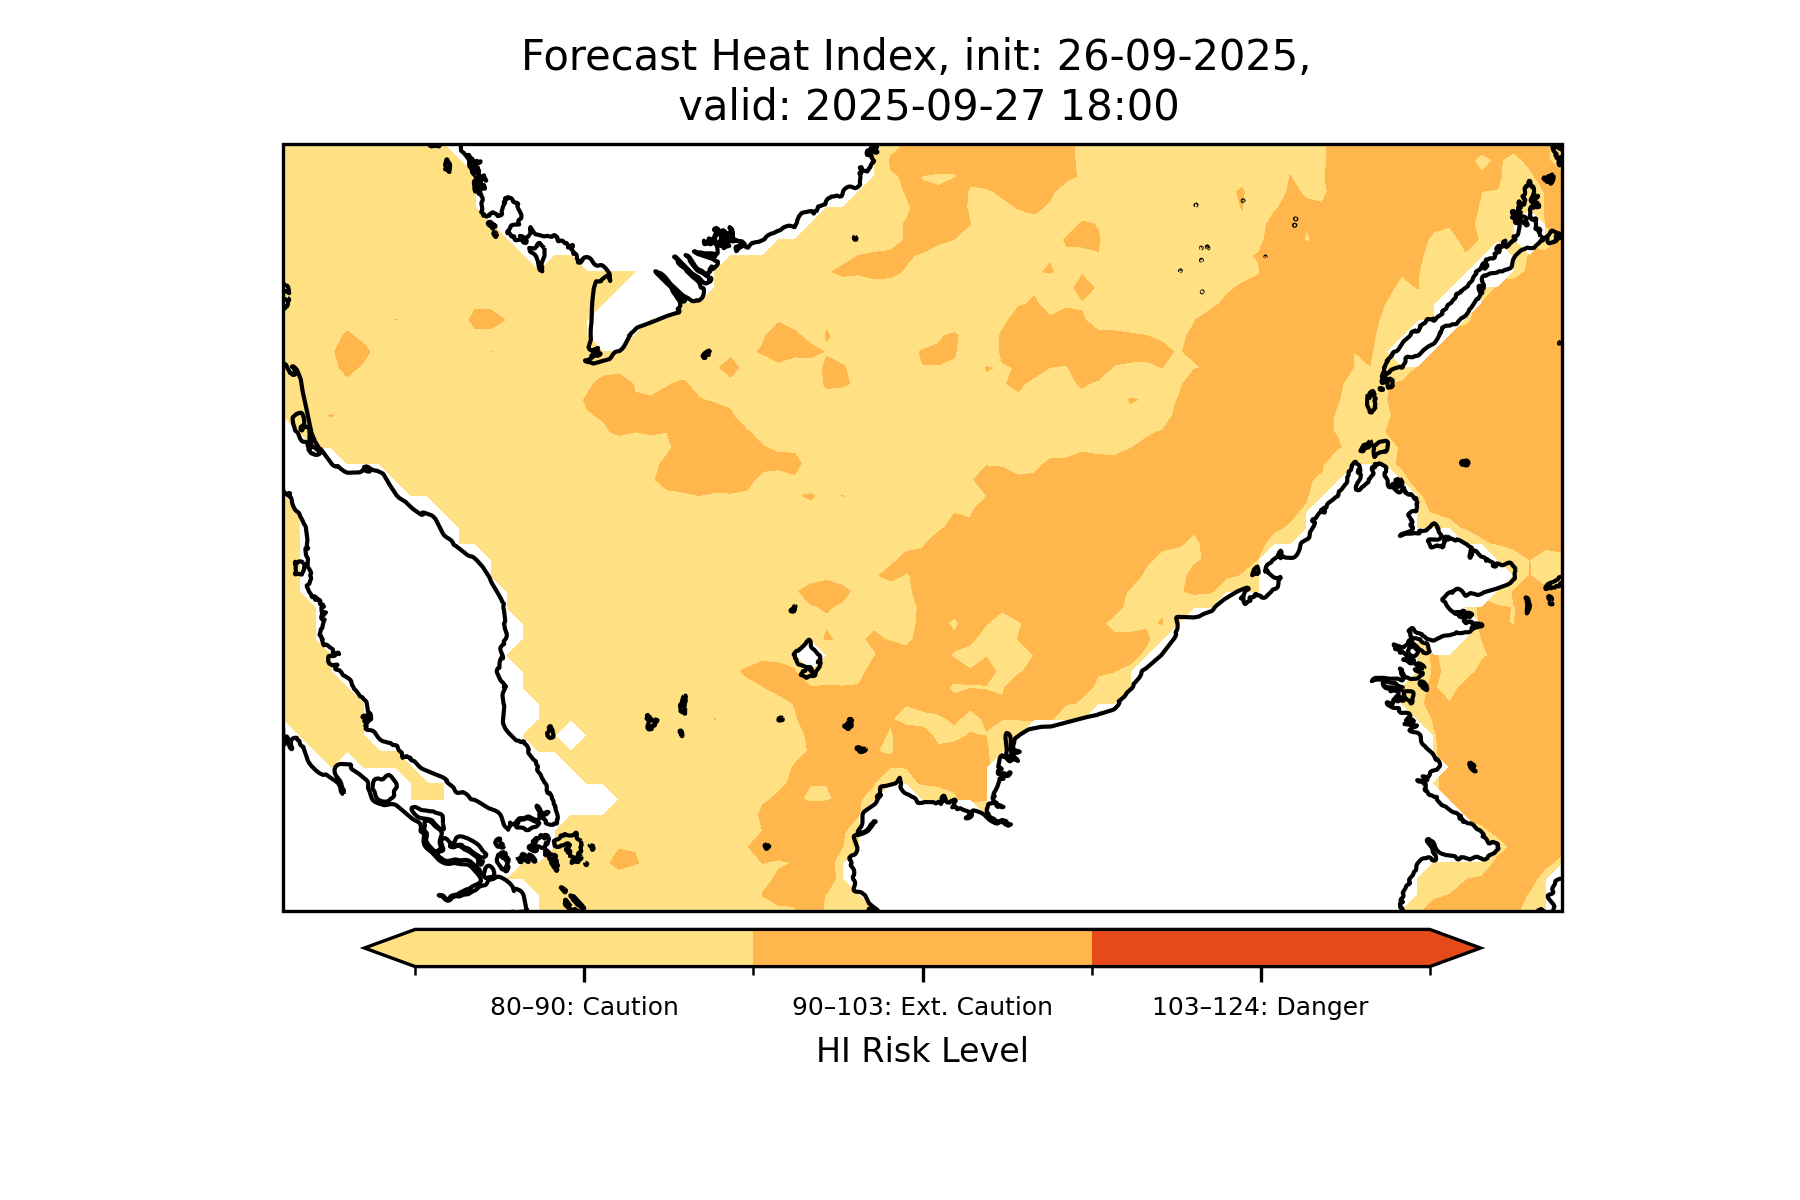 Forecast Heat Index, init: 26-09-2025,
valid: 2025-09-27 18:00
80–90: Caution
90–103: Ext. Caution
103–124: Danger
HI Risk Level